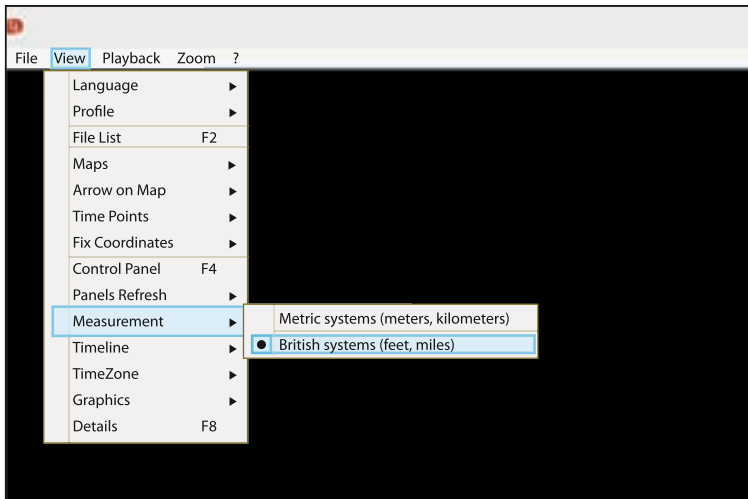 File View Playback Zoom ?
Language
Profile
File List F2
Maps
Arrow on Map
Time Points
Fix Coordinates
Control Panel F4
Panels Refresh
Measurement
Metric systems (meters, kilometers)
British systems (feet, miles)
Timeline
TimeZone
Graphics
Details F8